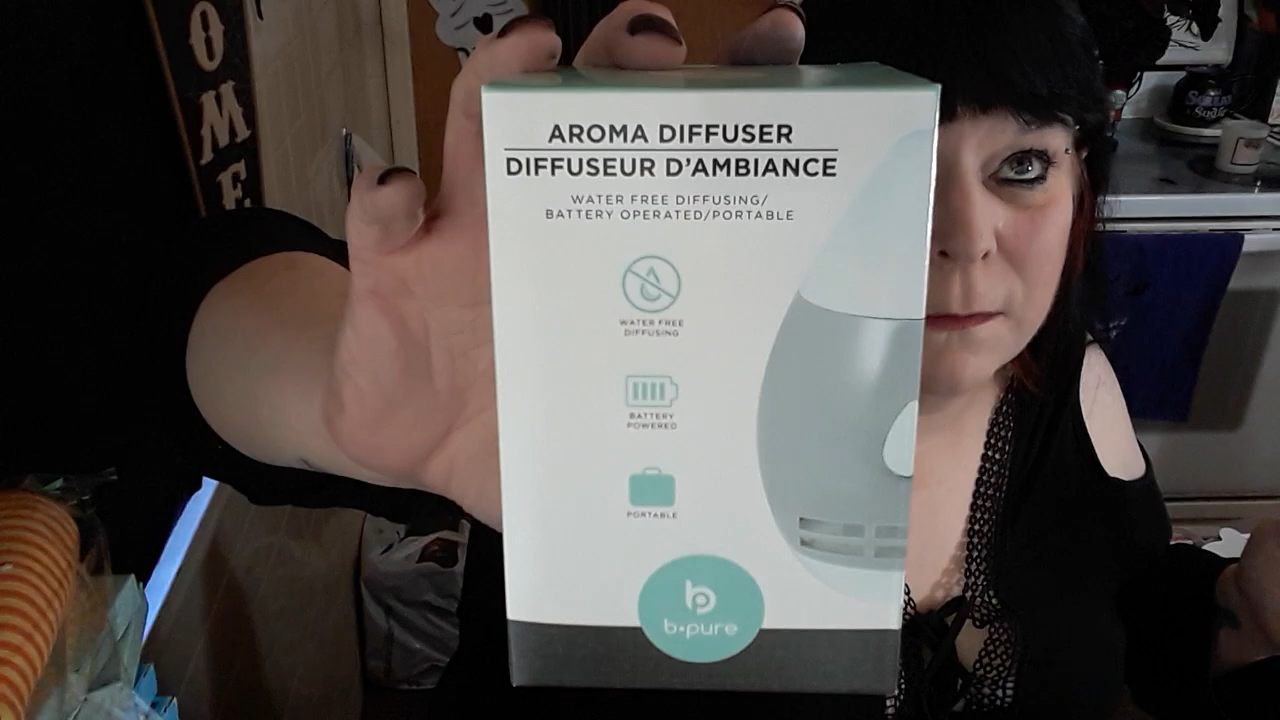 OME
AROMA DIFFUSER
DIFFUSEUR D'AMBIANCE
WATER FREE DIFFUSING/
BATTERY OPERATED/PORTABLE
WATER FREE
DIFFUSING
BATTERY
POWERED
PORTABLE
b•pure